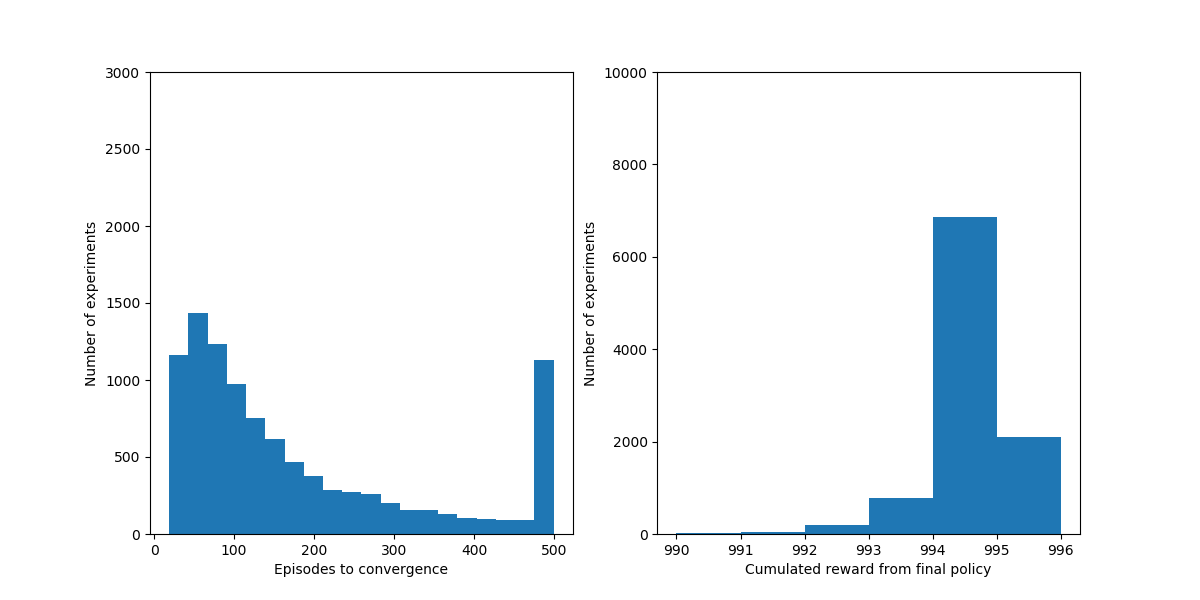 3000
2500
2000
1500
1000
500
0
Number of experiments
0 100 200 300 400 500
Episodes to convergence
10000
8000
6000
4000
2000
0
Number of experiments
990 991 992 993 994 995 996
Cumulated reward from final policy